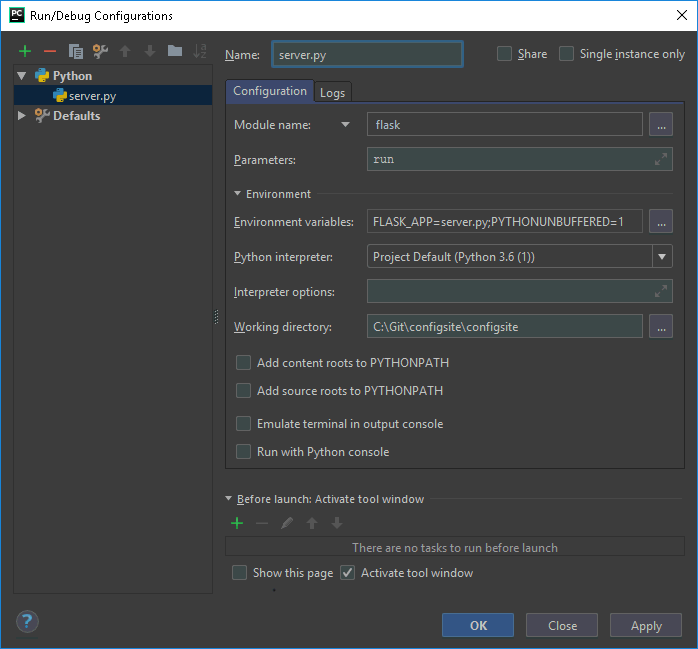 PC Run/Debug Configurations
Name: server.py Share Single instance only
Python
server.py
Defaults
Configuration Logs
Module name: flask ...
Parameters: run
Environment
Environment variables: FLASK_APP=server.py;PYTHONUNBUFFERED=1 ...
Python interpreter: Project Default (Python 3.6 (1))
Interpreter options:
Working directory: C:\Git\configsite\configsite ...
Add content roots to PYTHONPATH
Add source roots to PYTHONPATH
Emulate terminal in output console
Run with Python console
Before launch: Activate tool window
There are no tasks to run before launch
Show this page Activate tool window
? OK Close Apply